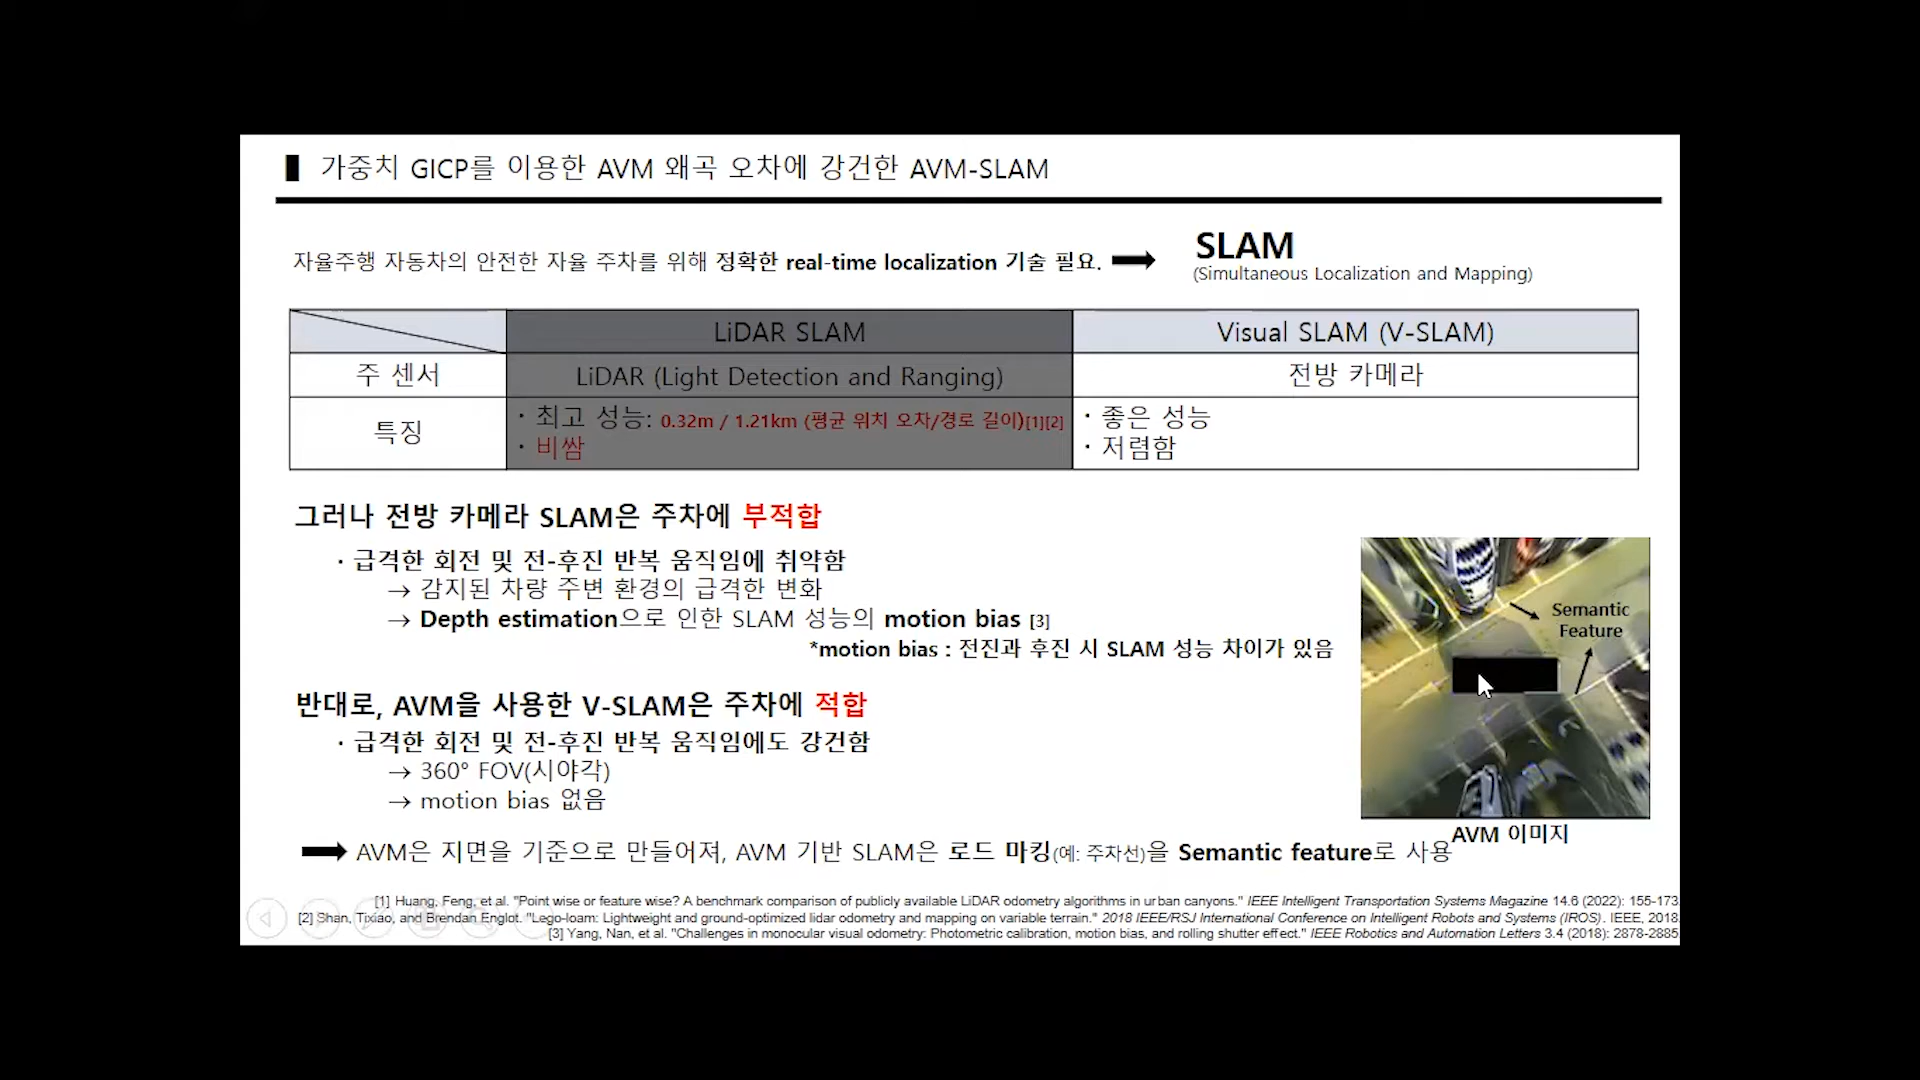 가중치 GICP를 이용한 AVM 왜곡 오차에 강건한 AVM-SLAM
자율주행 자동차의 안전한 자율 주차를 위해 정확한 real-time localization 기술 필요.
SLAM
(Simultaneous Localization and Mapping)
LiDAR SLAM
Visual SLAM (V-SLAM)
주 센서
LiDAR (Light Detection and Ranging)
전방 카메라
특징
· 최고 성능: 0.32m / 1.21km (평균 위치 오차/경로 길이)[1][2]
· 비쌈
· 좋은 성능
· 저렴함
그러나 전방 카메라 SLAM은 주차에 부적합
· 급격한 회전 및 전-후진 반복 움직임에 취약함
→ 감지된 차량 주변 환경의 급격한 변화
→ Depth estimation으로 인한 SLAM 성능의 motion bias [3]
*motion bias : 전진과 후진 시 SLAM 성능 차이가 있음
Semantic
Feature
AVM 이미지
반대로, AVM을 사용한 V-SLAM은 주차에 적합
· 급격한 회전 및 전-후진 반복 움직임에도 강건함
→ 360° FOV(시야각)
→ motion bias 없음
AVM은 지면을 기준으로 만들어져, AVM 기반 SLAM은 로드 마킹(예: 주차선)을 Semantic feature로 사용
[1] Huang, Feng, et al. "Point wise or feature wise? A benchmark comparison of publicly available LiDAR odometry algorithms in urban canyons." IEEE Intelligent Transportation Systems Magazine 14.6 (2022): 155-173
[2] Shan, Tixiao, and Brendan Englot. "Lego-loam: Lightweight and ground-optimized lidar odometry and mapping on variable terrain." 2018 IEEE/RSJ International Conference on Intelligent Robots and Systems (IROS). IEEE, 2018.
[3] Yang, Nan, et al. "Challenges in monocular visual odometry: Photometric calibration, motion bias, and rolling shutter effect." IEEE Robotics and Automation Letters 3.4 (2018): 2878-2885